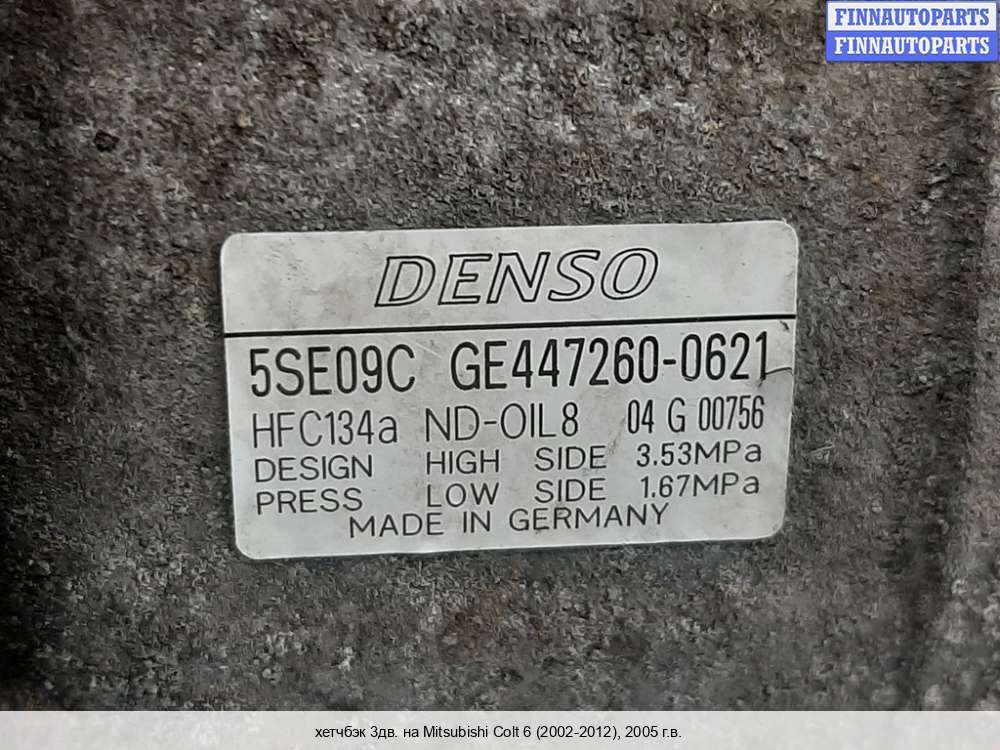 FINNAUTOPARTS
FINNAUTOPARTS
DENSO
5SE09C GE447260-0621
HFC134a ND-OIL8 04 G 00756
DESIGN HIGH SIDE 3.53MPa
PRESS LOW SIDE 1.67MPa
MADE IN GERMANY
хетчбэк 3дв. на Mitsubishi Colt 6 (2002-2012), 2005 г.в.